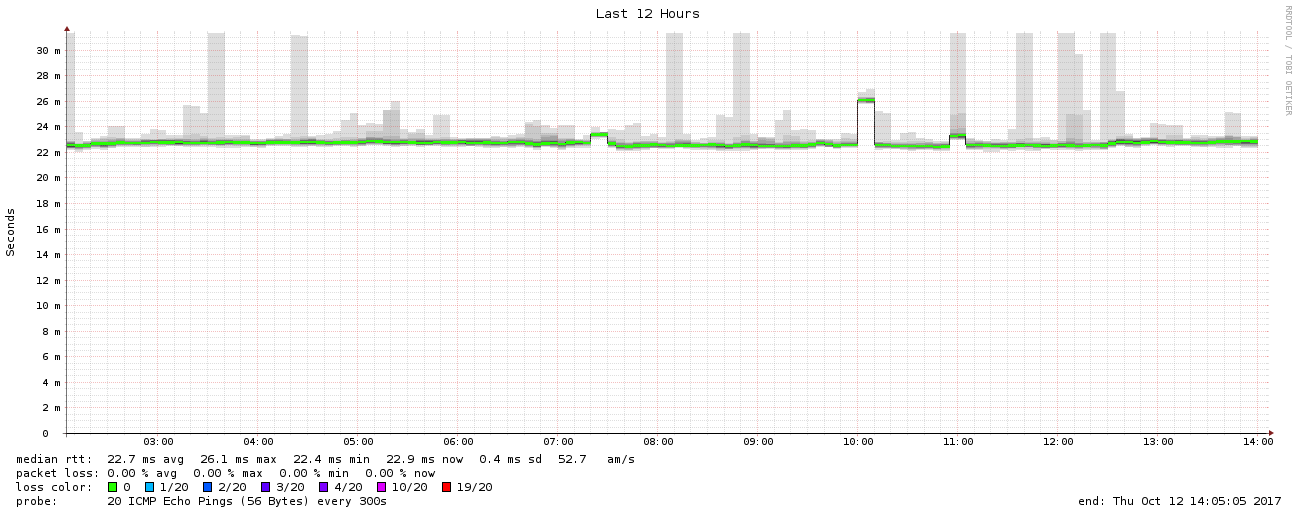 Last 12 Hours
RRDTOOL / TOBI OETIKER
Seconds
30 m
28 m
26 m
24 m
22 m
20 m
18 m
16 m
14 m
12 m
10 m
8 m
6 m
4 m
2 m
0
03:00 04:00 05:00 06:00 07:00 08:00 09:00 10:00 11:00 12:00 13:00 14:00
median rtt: 22.7 ms avg 26.1 ms max 22.4 ms min 22.9 ms now 0.4 ms sd 52.7 am/s
packet loss: 0.00 % avg 0.00 % max 0.00 % min 0.00 % now
loss color: 0 1/20 2/20 3/20 4/20 10/20 19/20
probe: 20 ICMP Echo Pings (56 Bytes) every 300s end: Thu Oct 12 14:05:05 2017